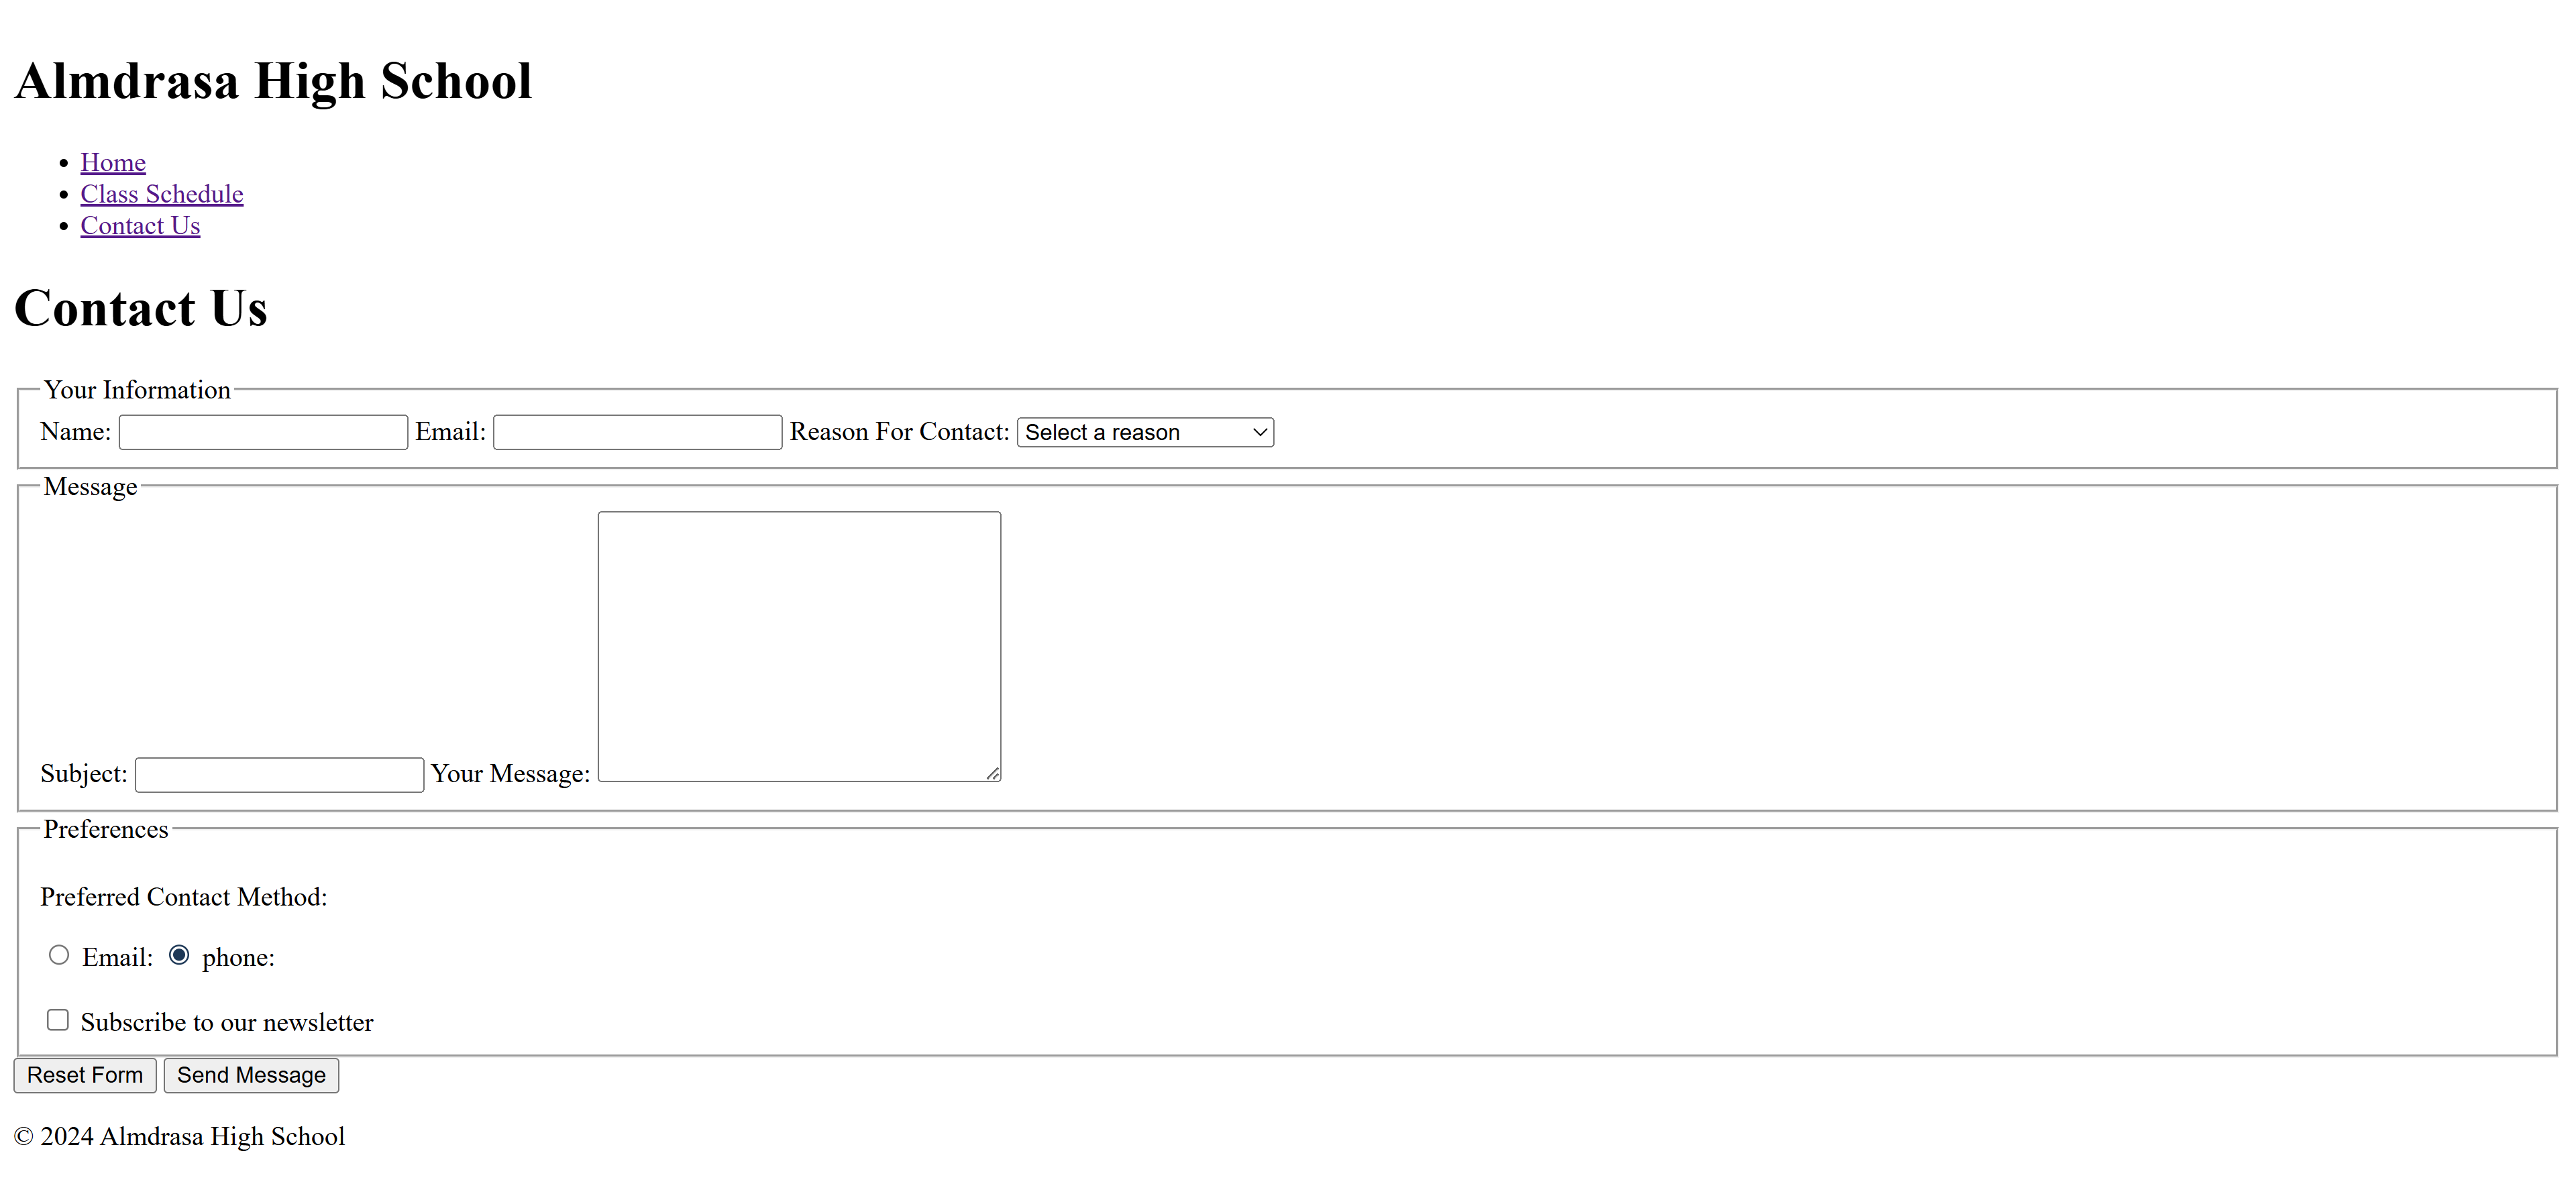 Almdrasa High School
Home
Class Schedule
Contact Us
Contact Us
Your Information
Name: Email: Reason For Contact: Select a reason
Message
Subject: Your Message:
Preferences
Preferred Contact Method:
Email: phone:
Subscribe to our newsletter
Reset Form Send Message
© 2024 Almdrasa High School